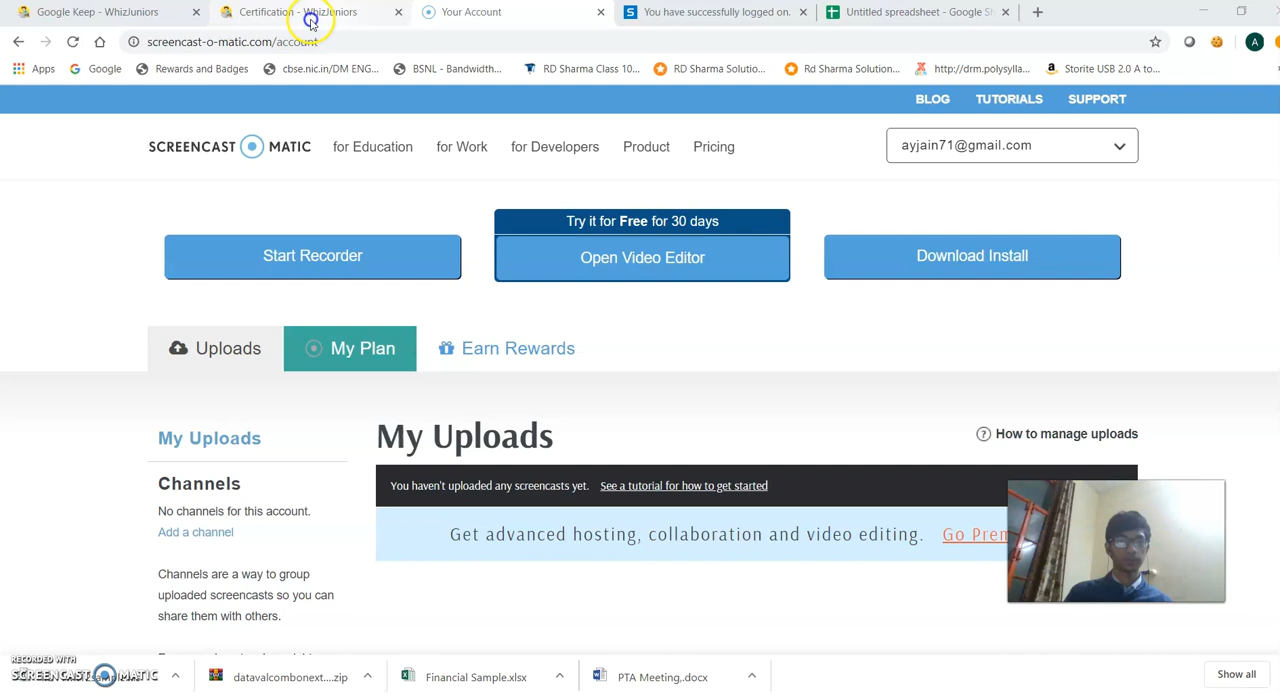 Google Keep - WhizJuniors
Certification - WhizJuniors
Your Account
You have successfully logged on.
Untitled spreadsheet - Google Sh
screencast-o-matic.com/account
A
Apps
Google
Rewards and Badges
cbse.nic.in/DM ENG...
BSNL - Bandwidth...
RD Sharma Class 10...
RD Sharma Solutio...
Rd Sharma Solution...
http://drm.polysylla...
Storite USB 2.0 A to...
BLOG TUTORIALS SUPPORT
SCREENCAST MATIC
for Education for Work for Developers Product Pricing
ayjain71@gmail.com
Try it for Free for 30 days
Start Recorder
Open Video Editor
Download Install
Uploads
My Plan
Earn Rewards
My Uploads
My Uploads
How to manage uploads
You haven't uploaded any screencasts yet. See a tutorial for how to get started
Channels
No channels for this account.
Add a channel
Get advanced hosting, collaboration and video editing. Go Prem
Channels are a way to group
uploaded screencasts so you can
share them with others.
RECORDED WITH
SCREENCAST MATIC
datavalcombonext....zip
Financial Sample.xlsx
PTA Meeting,.docx
Show all